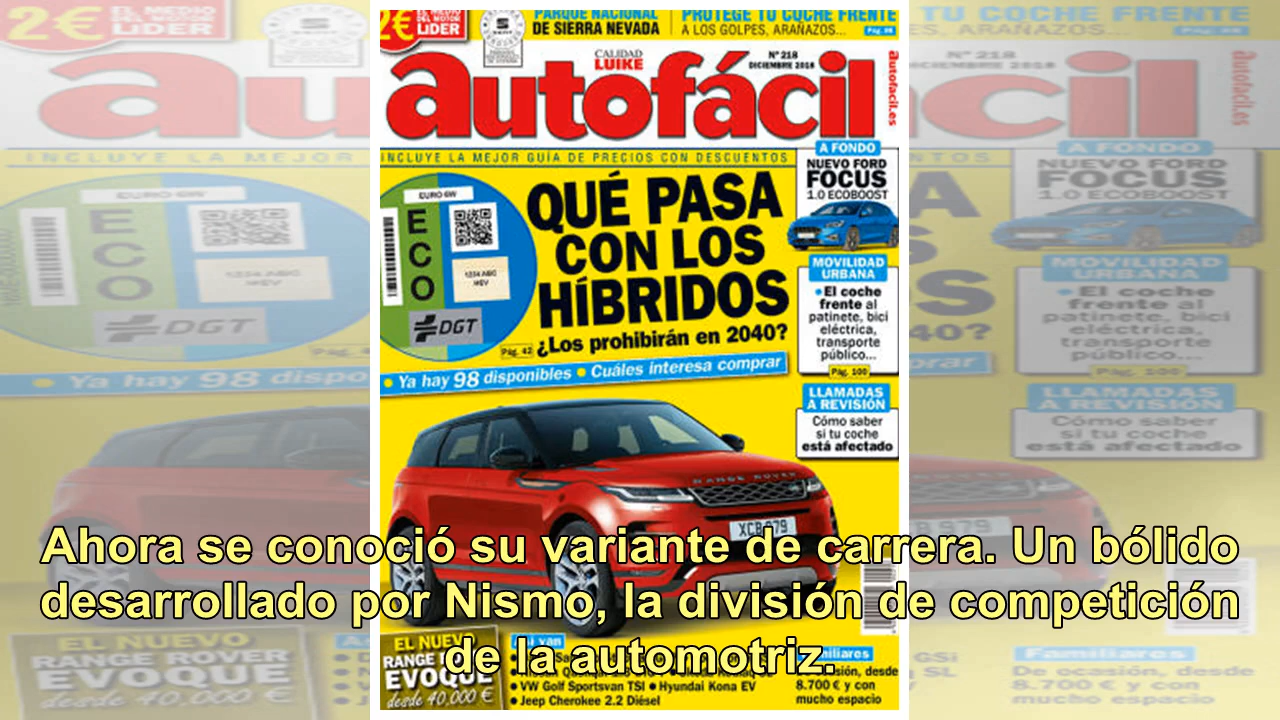 2€
EL MEDIO
DEL MOTOR
LÍDER
PARQUE NACIONAL
DE SIERRA NEVADA
PROTEGE TU COCHE FRENTE
A LOS GOLPES, ARAÑAZOS...
CALIDAD
LUIKE
Nº 218
DICIEMBRE 2018
autofácil
autofacil.es
INCLUYE LA MEJOR GUÍA DE PRECIOS CON DESCUENTOS
EURO 6W
ECO
1234 ABC
DGT
QUÉ PASA
CON LOS
HÍBRIDOS
Pág. 42 ¿Los prohibirán en 2040?
Ya hay 98 disponibles • Cuáles interesa comprar
A FONDO
NUEVO FORD
FOCUS
1.0 ECOBOOST
MOVILIDAD
URBANA
• El coche
frente al
patinete, bici
eléctrica,
transporte
público...
Pág. 100
LLAMADAS
A REVISIÓN
Cómo saber
si tu coche
está afectado
RANGE ROVER
Ahora se conoció su variante de carrera. Un bólido
desarrollado por Nismo, la división de competición
de la automotriz.
EL NUEVO
RANGE ROVER
EVOQUE
desde 40.000 €
• VW Golf Sportsvan TSI • Hyundai Kona EV
• Jeep Cherokee 2.2 Diésel
Familiares
De ocasión, desde
8.700 € y con
mucho espacio